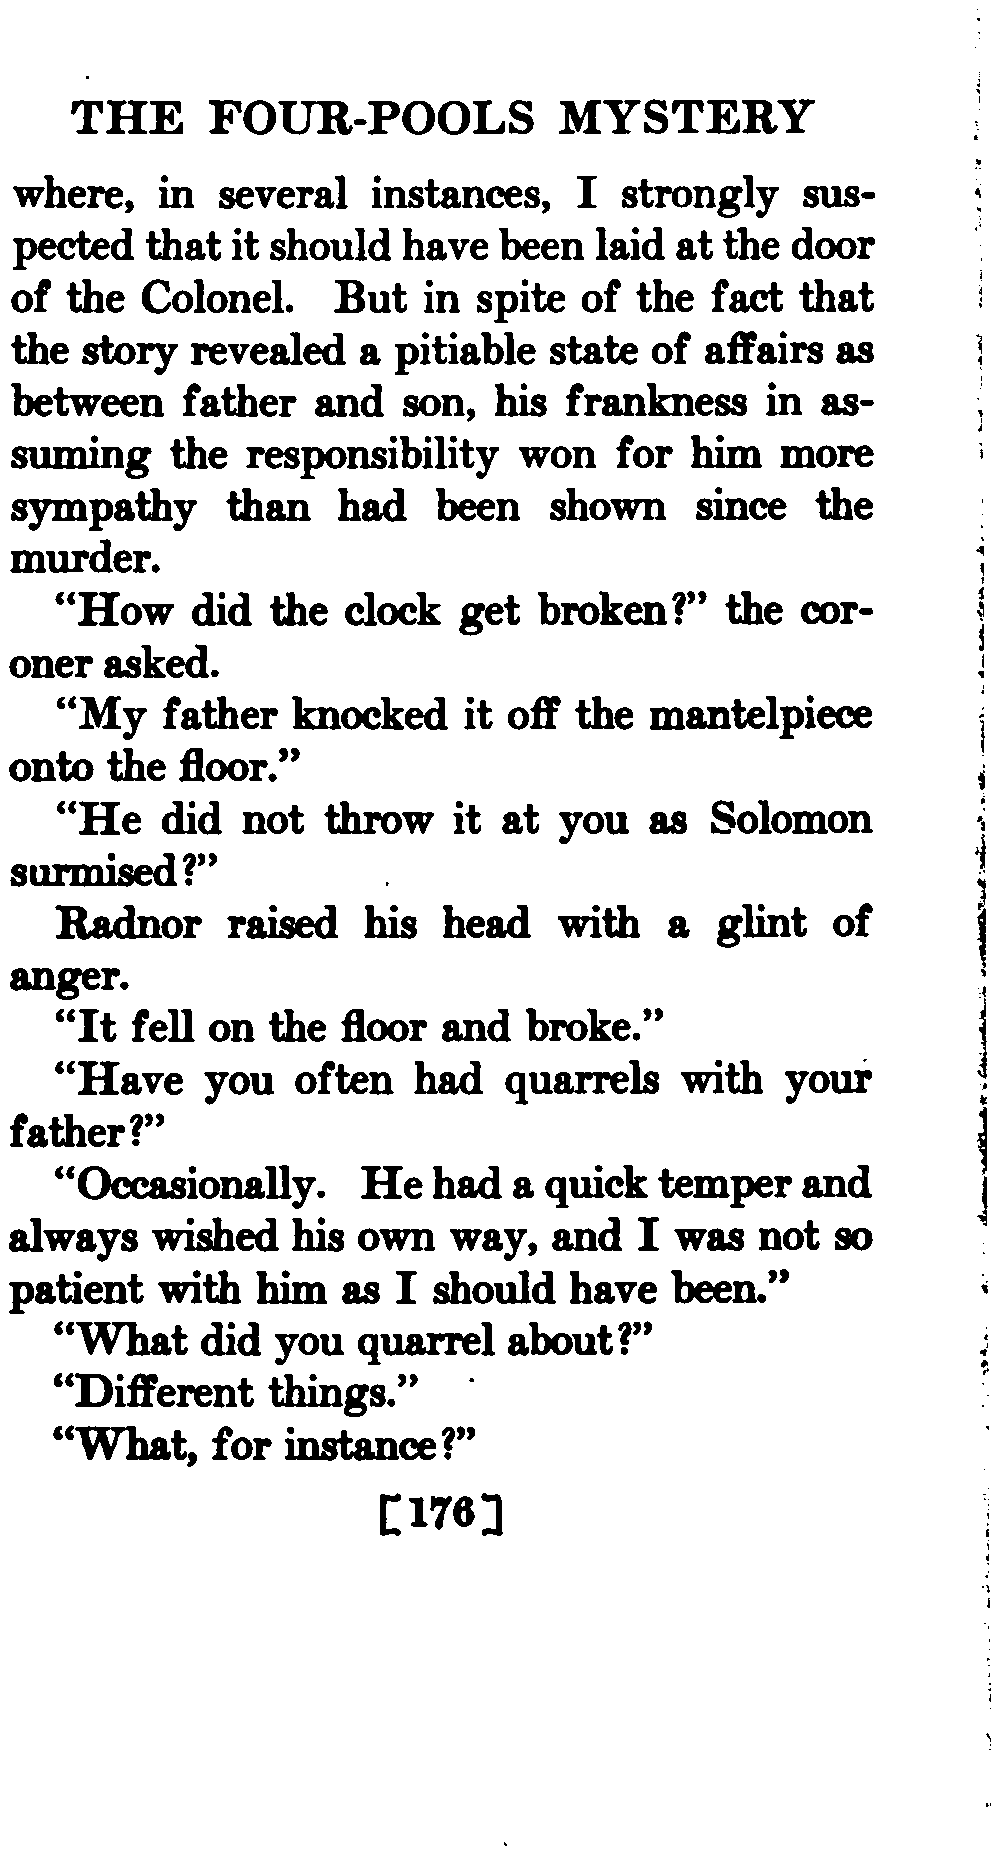 THE FOUR-POOLS MYSTERY
where, in several instances, I strongly sus-
pected that it should have been laid at the door
of the Colonel. But in spite of the fact that
the story revealed a pitiable state of affairs as
between father and son, his frankness in as-
suming the responsibility won for him more
sympathy than had been shown since the
murder.
“How did the clock get broken?” the cor-
oner asked.
“My father knocked it off the mantelpiece
onto the floor.”
“He did not throw it at you as Solomon
surmised?”
Radnor raised his head with a glint of
anger.
“It fell on the floor and broke.”
“Have you often had quarrels with your
father?”
“Occasionally. He had a quick temper and
always wished his own way, and I was not so
patient with him as I should have been.”
“What did you quarrel about?”
“Different things.”
“What, for instance?”
[176]